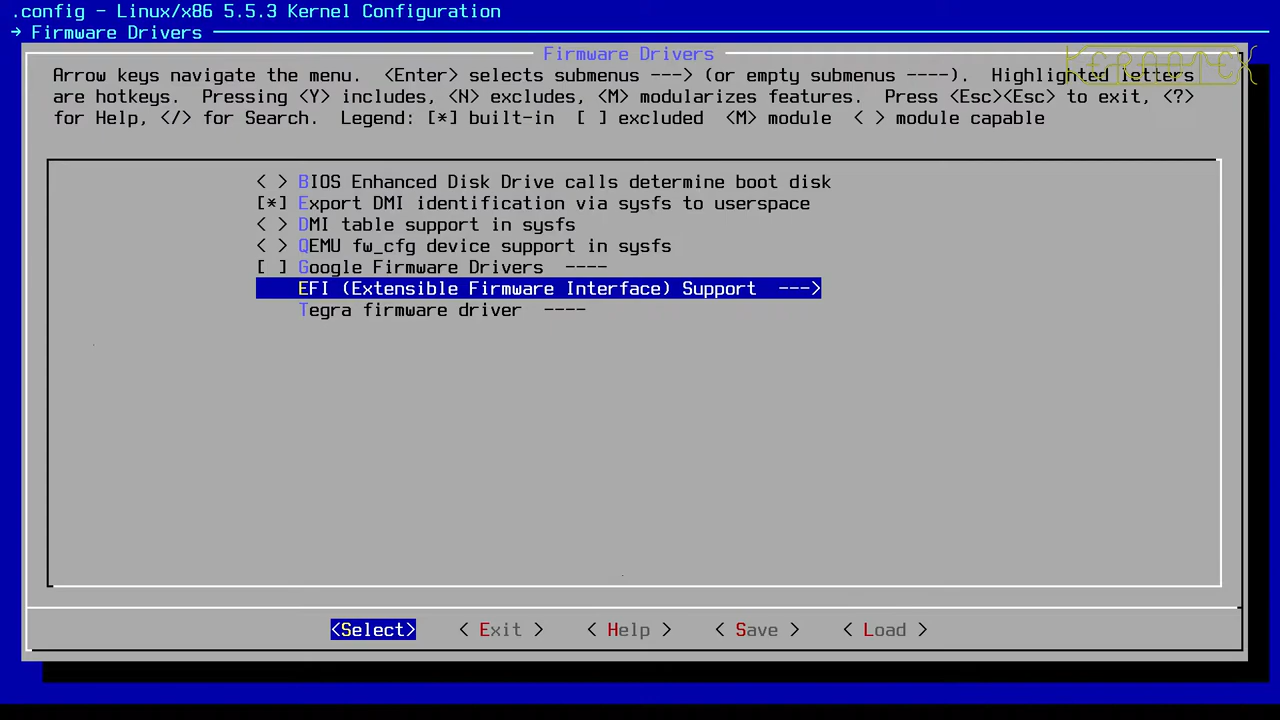 .config - Linux/x86 5.5.3 Kernel Configuration
→ Firmware Drivers
Firmware Drivers
Arrow keys navigate the menu.  <Enter> selects submenus ---> (or empty submenus ----).  Highlighted letters
are hotkeys.  Pressing <Y> includes, <N> excludes, <M> modularizes features.  Press <Esc><Esc> to exit, <?>
for Help, </> for Search.  Legend: [*] built-in  [ ] excluded  <M> module  < > module capable
< > BIOS Enhanced Disk Drive calls determine boot disk
[*] Export DMI identification via sysfs to userspace
< > DMI table support in sysfs
< > QEMU fw_cfg device support in sysfs
[ ] Google Firmware Drivers  ----
EFI (Extensible Firmware Interface) Support  --->
Tegra firmware driver  ----
<Select>    < Exit >    < Help >    < Save >    < Load >